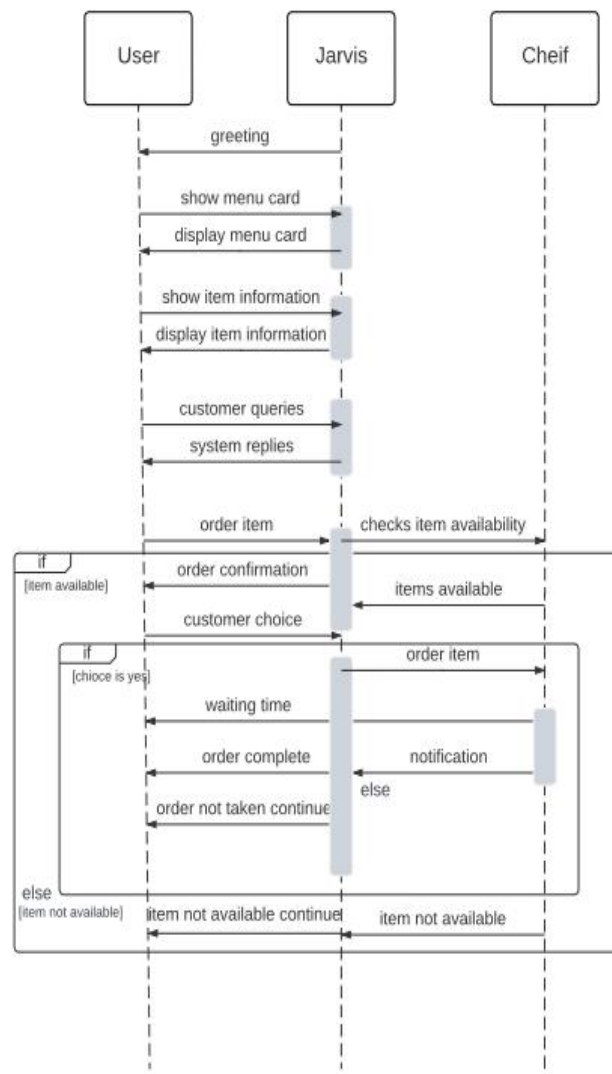 User
Jarvis
Cheif
greeting
show menu card
display menu card
show item information
display item information
customer queries
system replies
order item
checks item availability
if
[item available]
order confirmation
items available
customer choice
if
[chioce is yes]
order item
waiting time
order complete
notification
else
order not taken continue
else
[item not available]
item not available continue
item not available